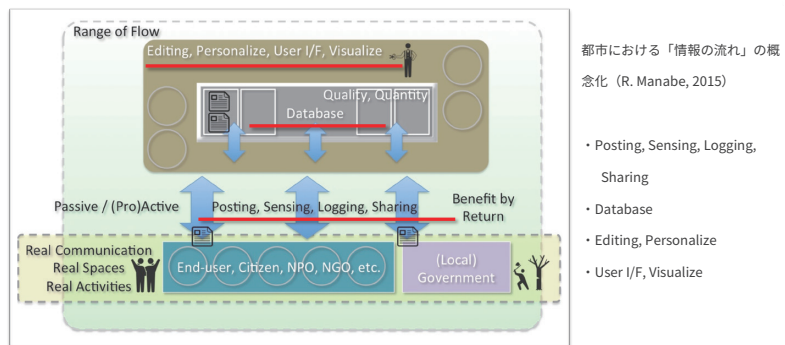 Range of Flow
Editing, Personalize, User I/F, Visualize
Quality, Quantity
Database
Passive / (Pro)Active
Posting, Sensing, Logging, Sharing
Benefit by
Return
Real Communication
Real Spaces
Real Activities
End-user, Citizen, NPO, NGO, etc.
(Local)
Government
都市における「情報の流れ」の概
念化（R. Manabe, 2015）
・Posting, Sensing, Logging,
Sharing
・Database
・Editing, Personalize
・User I/F, Visualize